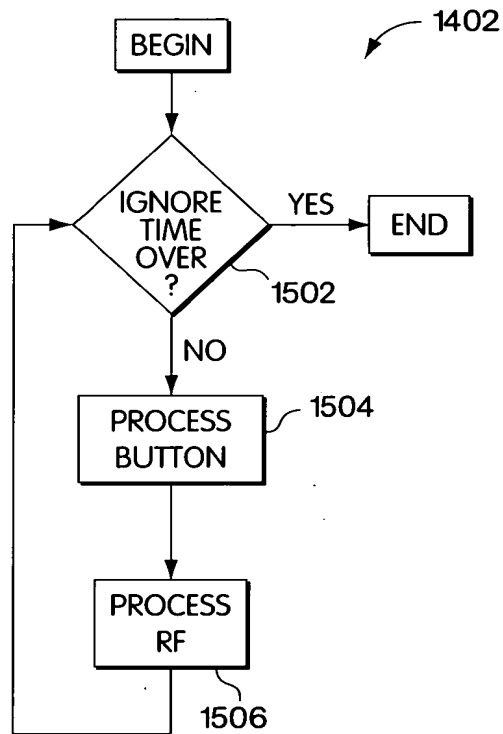 1402
BEGIN
IGNORE
TIME
OVER
?
YES
END
1502
NO
PROCESS
BUTTON
1504
PROCESS
RF
1506